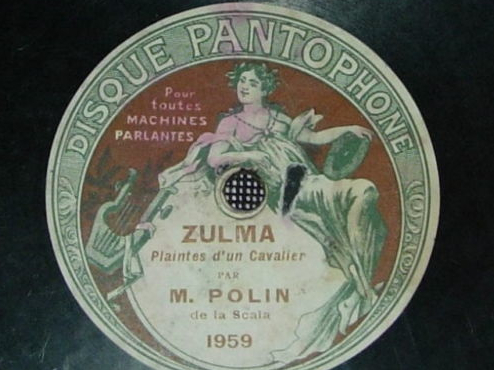 DISQUE PANTOPHONE
Pour
toutes
MACHINES
PARLANTES
ZULMA
Plaintes d'un Cavalier
PAR
M. POLIN
de la Scala
1959